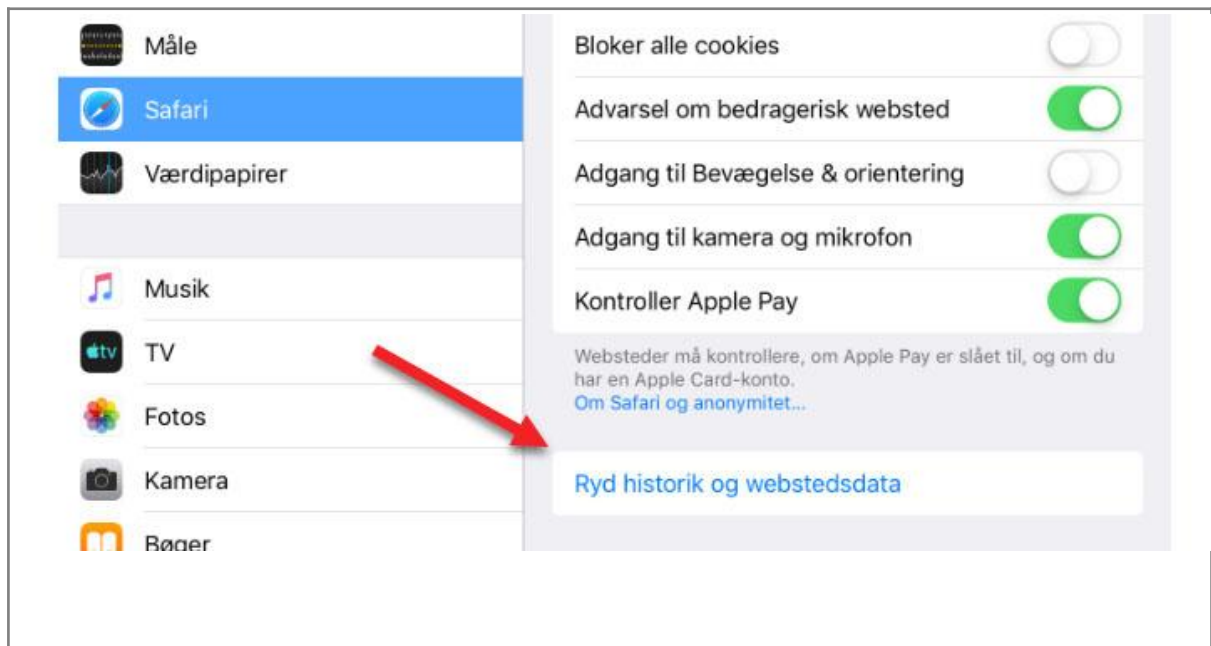 Måle
Safari
Værdipapirer
Musik
tv
TV
Fotos
Kamera
Bøger
Bloker alle cookies
Advarsel om bedragerisk websted
Adgang til Bevægelse & orientering
Adgang til kamera og mikrofon
Kontroller Apple Pay
Websteder må kontrollere, om Apple Pay er slået til, og om du
har en Apple Card-konto.
Om Safari og anonymitet...
Ryd historik og webstedsdata